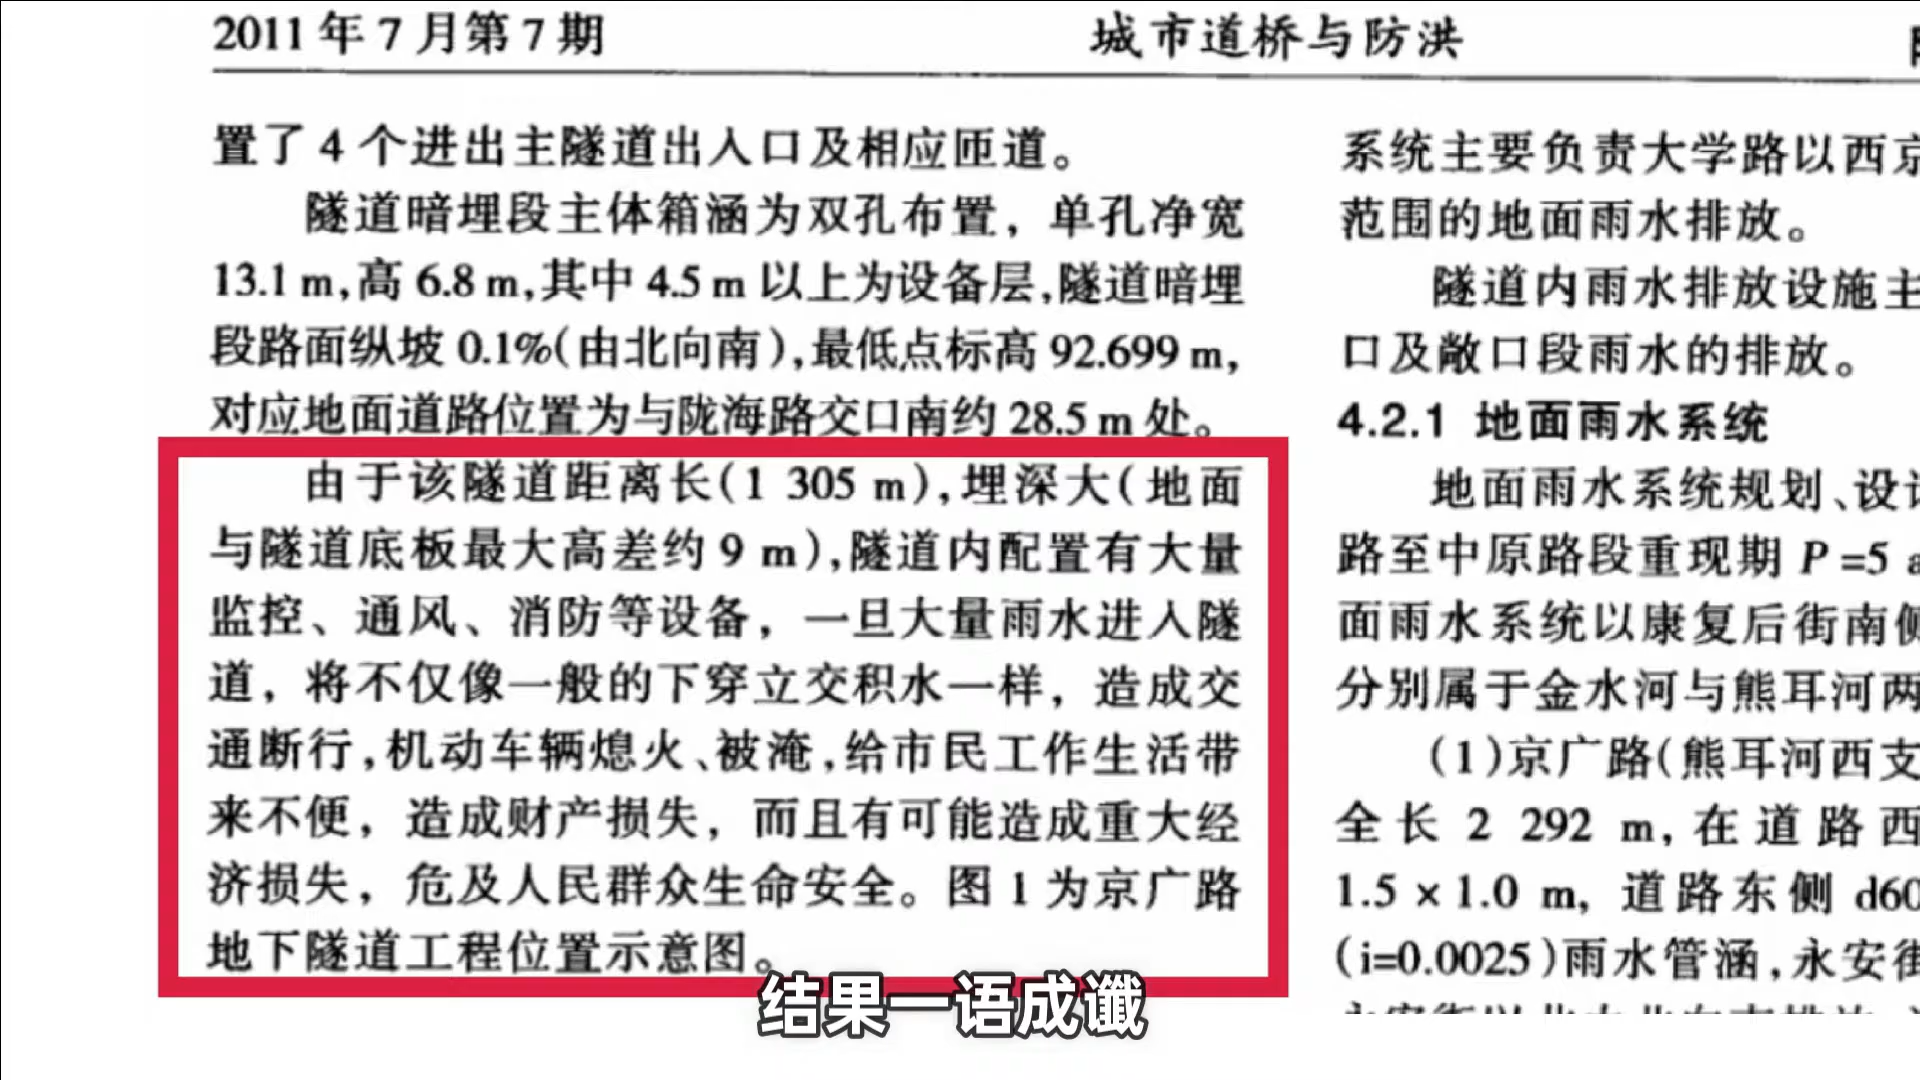 2011年7月第7期
城市道桥与防洪
置了4个进出主隧道出入口及相应匝道。
隧道暗埋段主体箱涵为双孔布置，单孔净宽
13.1 m,高 6.8 m,其中 4.5 m 以上为设备层,隧道暗埋
段路面纵坡 0.1%(由北向南),最低点标高 92.699 m,
对应地面道路位置为与陇海路交口南约 28.5 m 处。
由于该隧道距离长(1 305 m),埋深大(地面
与隧道底板最大高差约 9 m),隧道内配置有大量
监控、通风、消防等设备，一旦大量雨水进入隧
道，将不仅像一般的下穿立交积水一样，造成交
通断行,机动车辆熄火、被淹,给市民工作生活带
来不便，造成财产损失，而且有可能造成重大经
济损失，危及人民群众生命安全。图 1 为京广路
地下隧道工程位置示意图。
系统主要负责大学路以西京
范围的地面雨水排放。
隧道内雨水排放设施主
口及敞口段雨水的排放。
4.2.1 地面雨水系统
地面雨水系统规划、设计
路至中原路段重现期 P =5 a
面雨水系统以康复后街南侧
分别属于金水河与熊耳河两
(1)京广路(熊耳河西支
全长 2 292 m,在道路西
1.5 × 1.0 m, 道路东侧 d60
(i=0.0025)雨水管涵,永安街
结果一语成谶